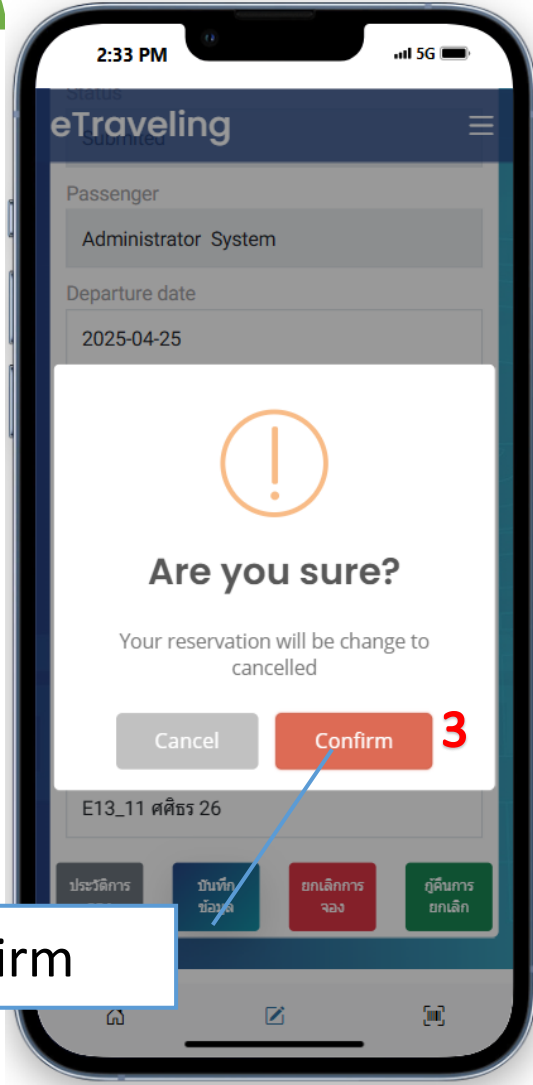 2:33 PM
5G
Status
eTraveling
Submited
Passenger
Administrator System
Departure date
2025-04-25
Are you sure?
Your reservation will be change to
cancelled
Cancel
Confirm
3
E13_11 ศศิธร 26
ประวัติการ
บันทึก
ข้อมูล
ยกเลิกการ
จอง
กู้คืนการ
ยกเลิก
irm